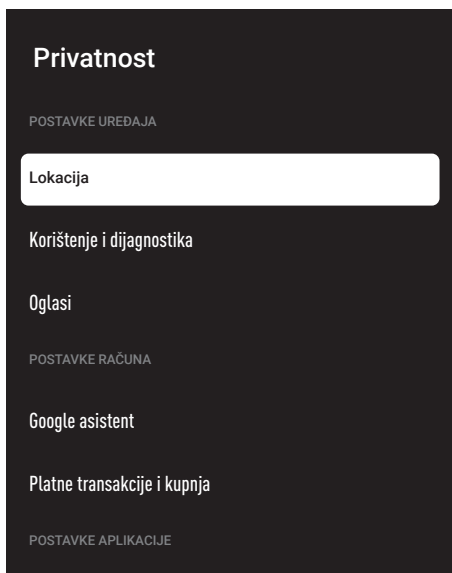 Privatnost
POSTAVKE UREĐAJA
Lokacija
Korištenje i dijagnostika
Oglasi
POSTAVKE RAČUNA
Google asistent
Platne transakcije i kupnja
POSTAVKE APLIKACIJE